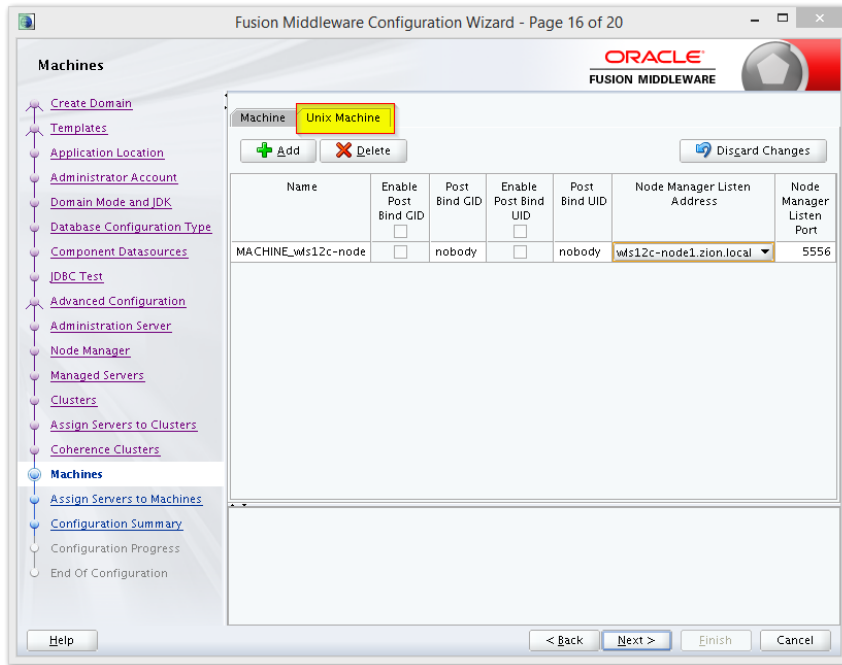 Fusion Middleware Configuration Wizard - Page 16 of 20
Machines
ORACLE
FUSION MIDDLEWARE
Create Domain
Templates
Application Location
Administrator Account
Domain Mode and JDK
Database Configuration Type
Component Datasources
JDBC Test
Advanced Configuration
Administration Server
Node Manager
Managed Servers
Clusters
Assign Servers to Clusters
Coherence Clusters
Machines
Assign Servers to Machines
Configuration Summary
Configuration Progress
End Of Configuration
Machine Unix Machine
Add Delete Discard Changes
Name
Enable
Post
Bind GID
Post
Bind GID
Enable
Post Bind
UID
Post
Bind UID
Node Manager Listen
Address
Node
Manager
Listen
Port
MACHINE_wls12c-node nobody nobody wls12c-node1.zion.local 5556
Help < Back Next > Finish Cancel